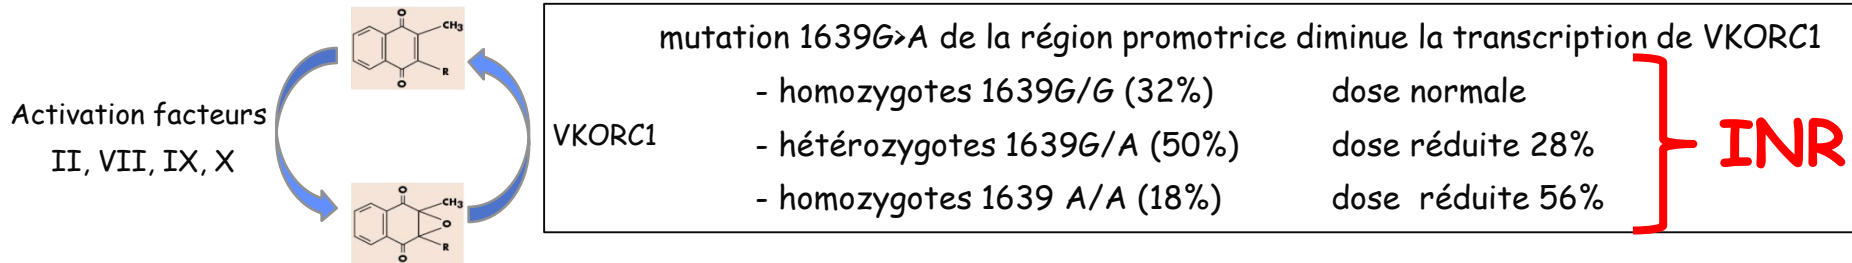 Activation facteurs
II, VII, IX, X
O
CH3
R
O
O
CH3
O
R
O
mutation 1639G>A de la région promotrice diminue la transcription de VKORC1
VKORC1
- homozygotes 1639G/G (32%) dose normale
- hétérozygotes 1639G/A (50%) dose réduite 28%
- homozygotes 1639 A/A (18%) dose réduite 56%
INR